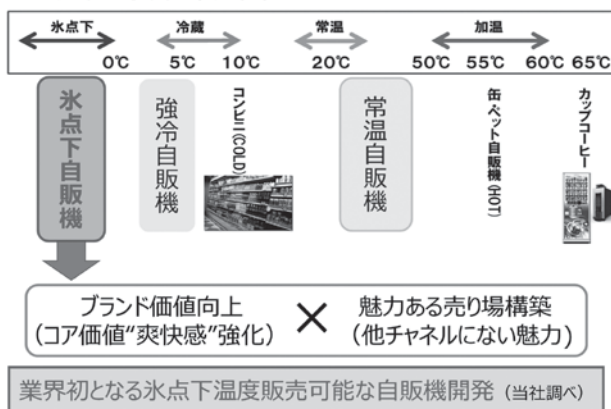 氷点下 冷蔵 常温 加温
0℃ 5℃ 10℃ 20℃ 50℃ 55℃ 60℃ 65℃
氷点下自販機
強冷自販機
コンビニ(COLD)
常温自販機
缶・ペット自販機(HOT)
カップコーヒー
ブランド価値向上
(コア価値“爽快感”強化)
×
魅力ある売り場構築
(他チャネルにない魅力)
業界初となる氷点下温度販売可能な自販機開発 (当社調べ)